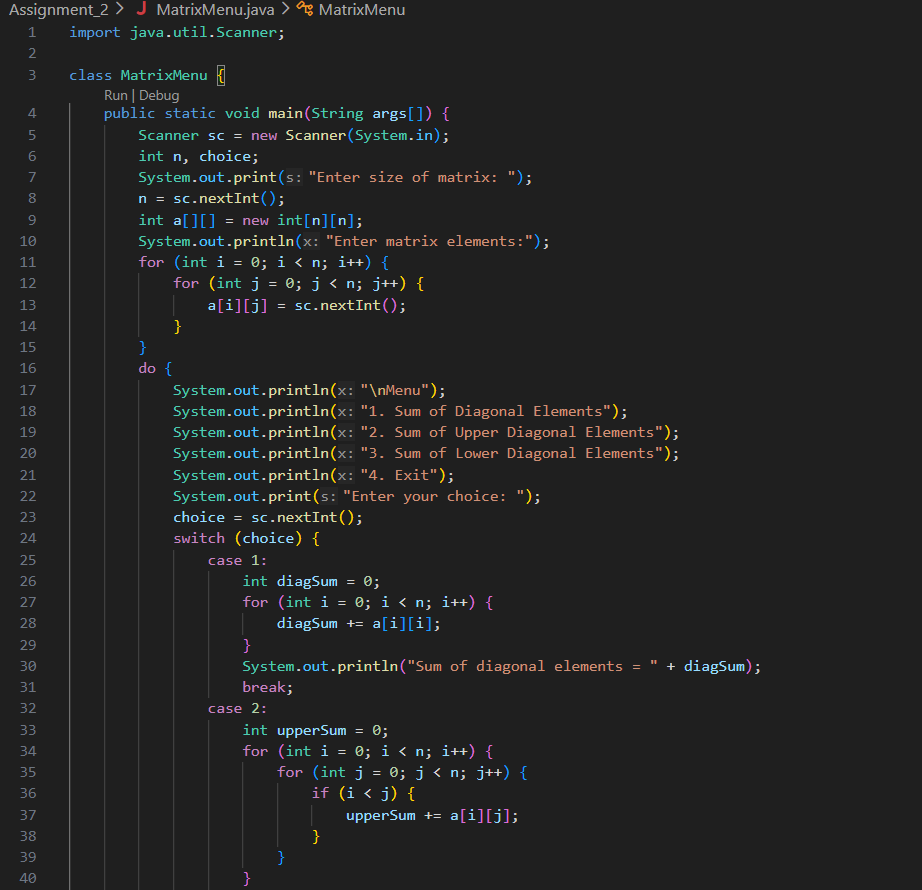 Assignment_2 > J MatrixMenu.java > MatrixMenu
1 import java.util.Scanner;
2
3 class MatrixMenu {
Run | Debug
4 public static void main(String args[]) {
5 Scanner sc = new Scanner(System.in);
6 int n, choice;
7 System.out.print(s: "Enter size of matrix: ");
8 n = sc.nextInt();
9 int a[][] = new int[n][n];
10 System.out.println(x: "Enter matrix elements:");
11 for (int i = 0; i < n; i++) {
12 for (int j = 0; j < n; j++) {
13 a[i][j] = sc.nextInt();
14 }
15 }
16 do {
17 System.out.println(x: "\nMenu");
18 System.out.println(x: "1. Sum of Diagonal Elements");
19 System.out.println(x: "2. Sum of Upper Diagonal Elements");
20 System.out.println(x: "3. Sum of Lower Diagonal Elements");
21 System.out.println(x: "4. Exit");
22 System.out.print(s: "Enter your choice: ");
23 choice = sc.nextInt();
24 switch (choice) {
25 case 1:
26 int diagSum = 0;
27 for (int i = 0; i < n; i++) {
28 diagSum += a[i][i];
29 }
30 System.out.println("Sum of diagonal elements = " + diagSum);
31 break;
32 case 2:
33 int upperSum = 0;
34 for (int i = 0; i < n; i++) {
35 for (int j = 0; j < n; j++) {
36 if (i < j) {
37 upperSum += a[i][j];
38 }
39 }
40 }